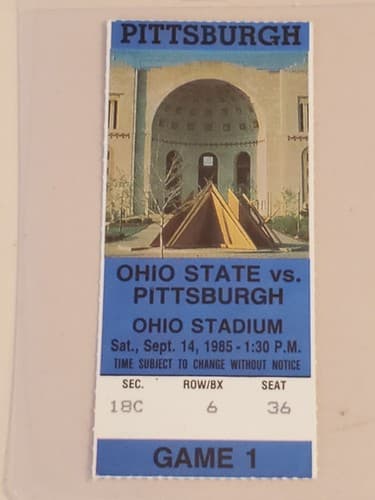 PITTSBURGH
OHIO STATE vs.
PITTSBURGH
OHIO STADIUM
Sat., Sept. 14, 1985 - 1:30 P.M.
TIME SUBJECT TO CHANGE WITHOUT NOTICE
SEC. ROW/BX SEAT
18C 6 36
GAME 1